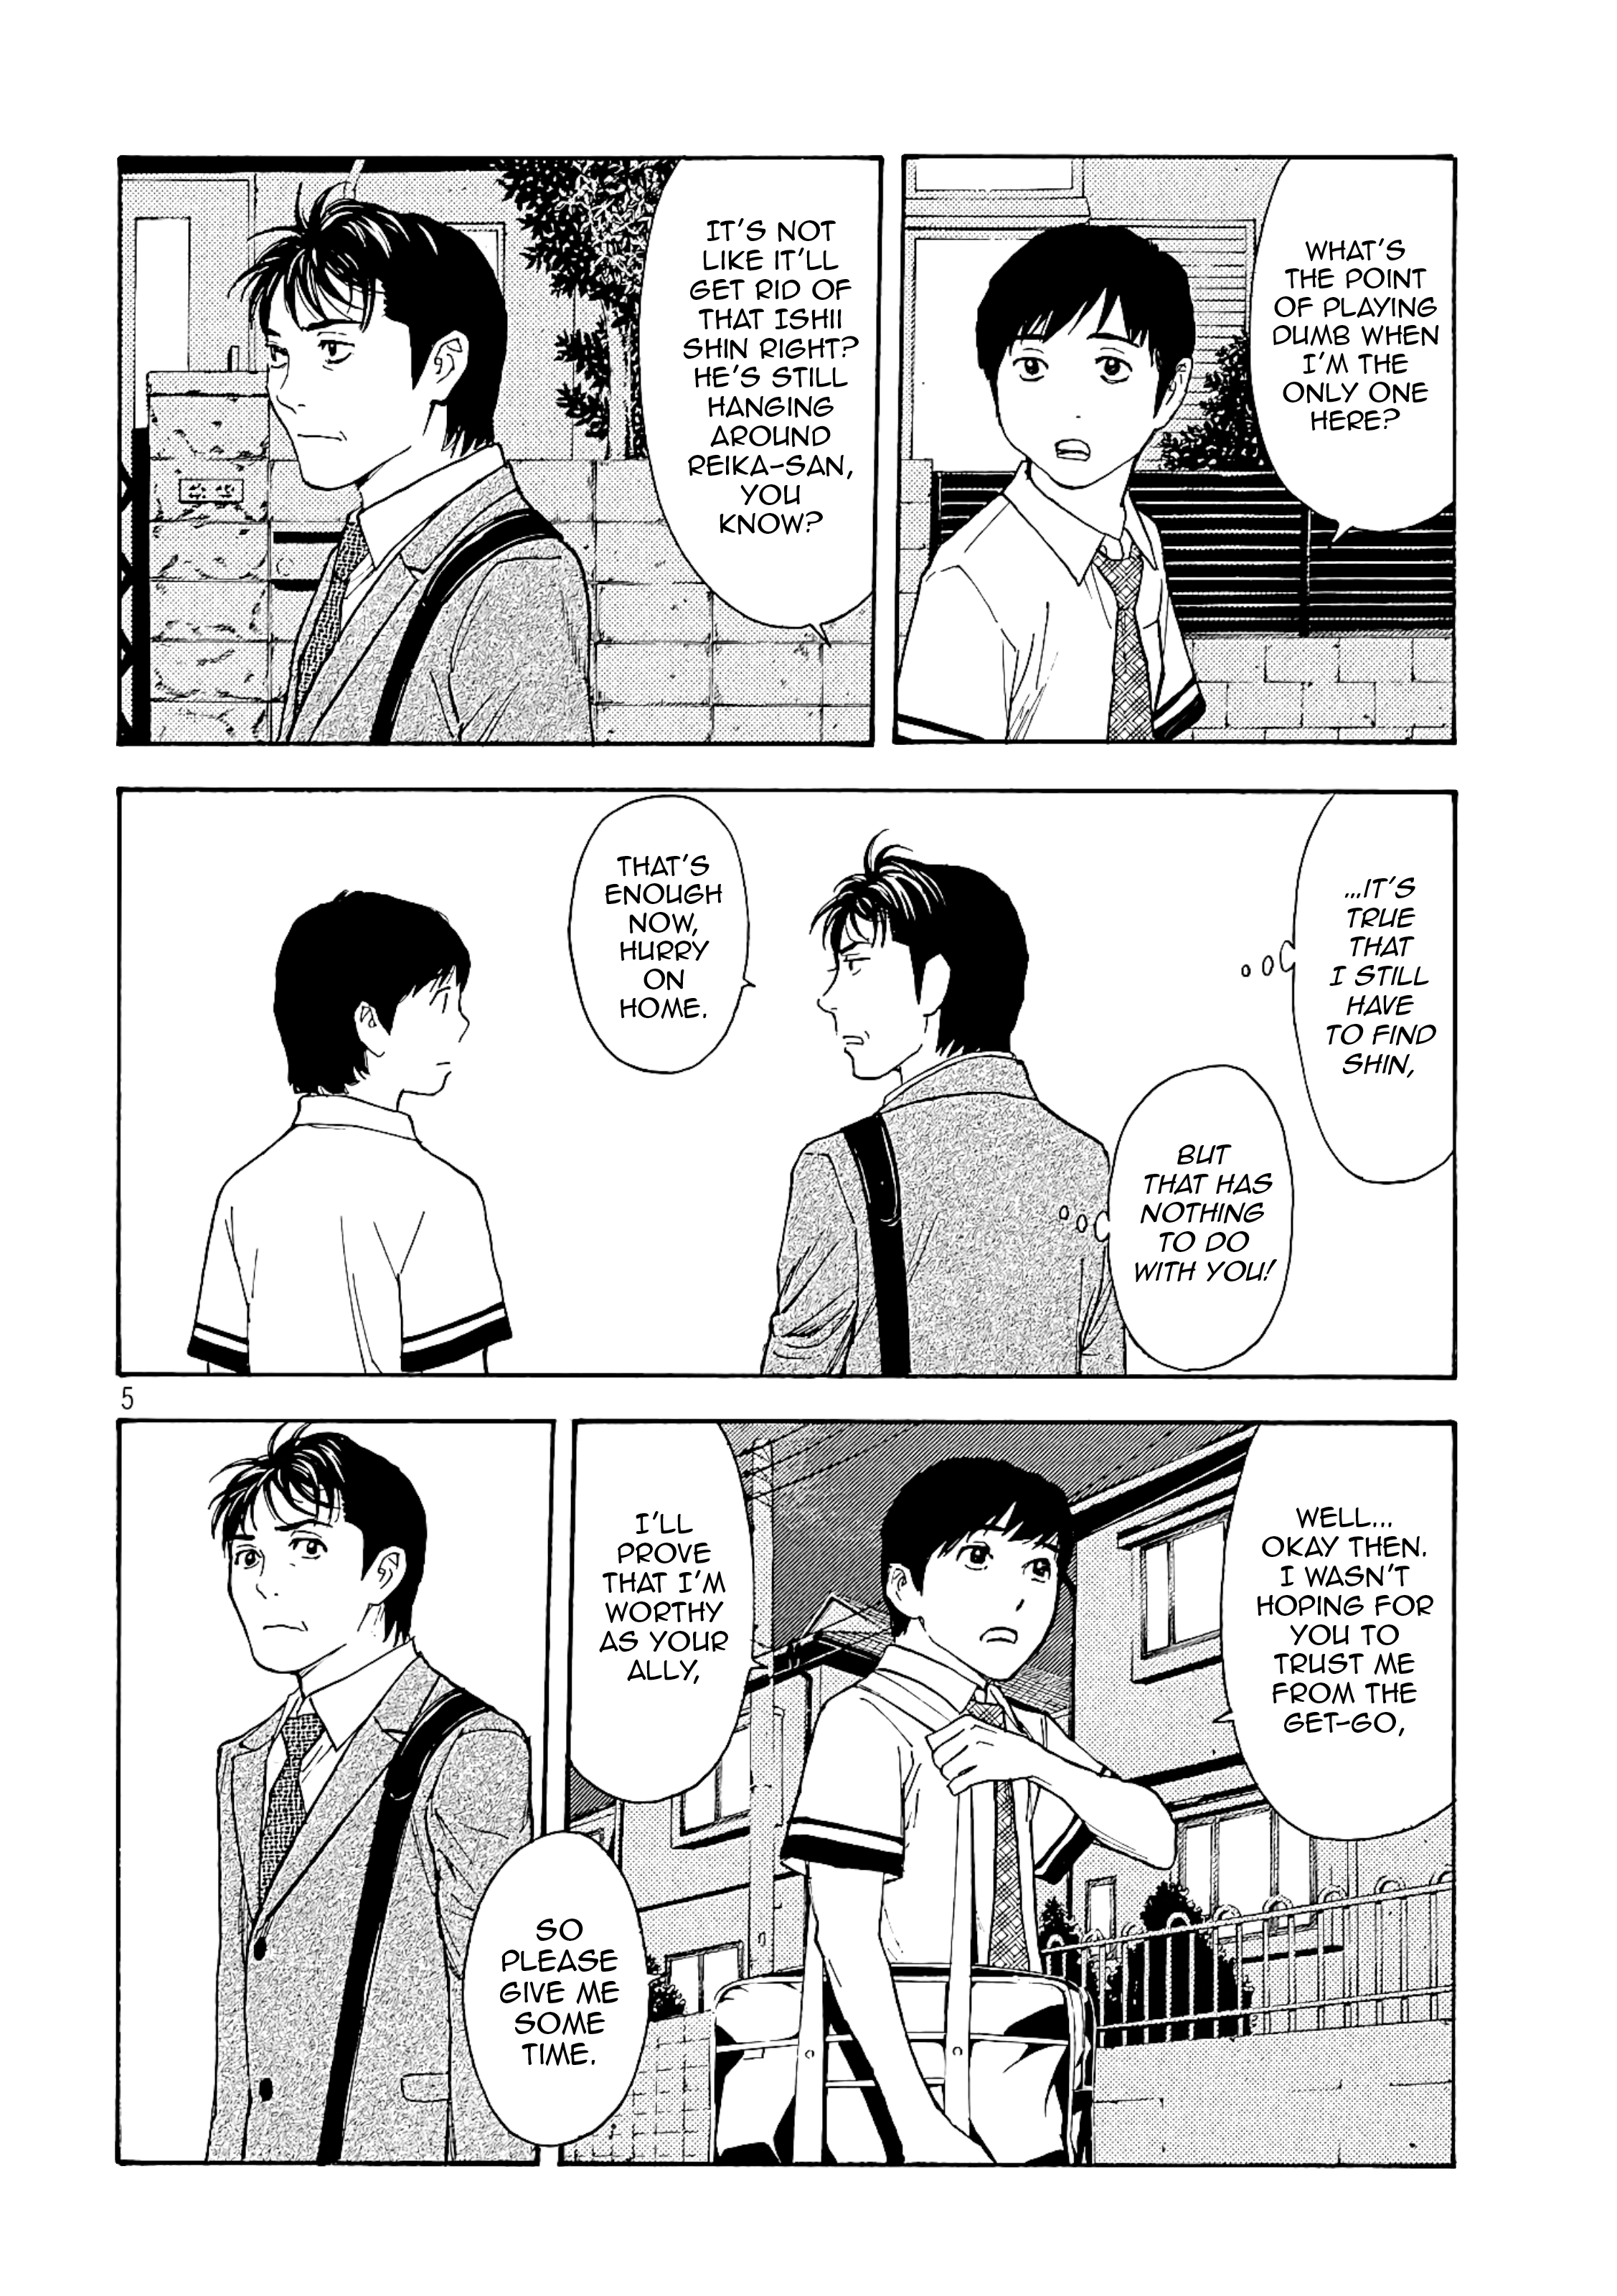 WHAT'S
THE POINT
OF PLAYING
DUMB WHEN
I'M THE
ONLY ONE
HERE?
IT'S NOT
LIKE IT'LL
GET RID OF
THAT ISHII
SHIN RIGHT?
HE'S STILL
HANGING
AROUND
REIKA-SAN,
YOU
KNOW?
...IT'S
TRUE
THAT
I STILL
HAVE
TO FIND
SHIN,
BUT
THAT HAS
NOTHING
TO DO
WITH YOU!
THAT'S
ENOUGH
NOW,
HURRY
ON
HOME.
5
WELL...
OKAY THEN.
I WASN'T
HOPING FOR
YOU TO
TRUST ME
FROM THE
GET-GO,
I'LL
PROVE
THAT I'M
WORTHY
AS YOUR
ALLY,
SO
PLEASE
GIVE ME
SOME
TIME.